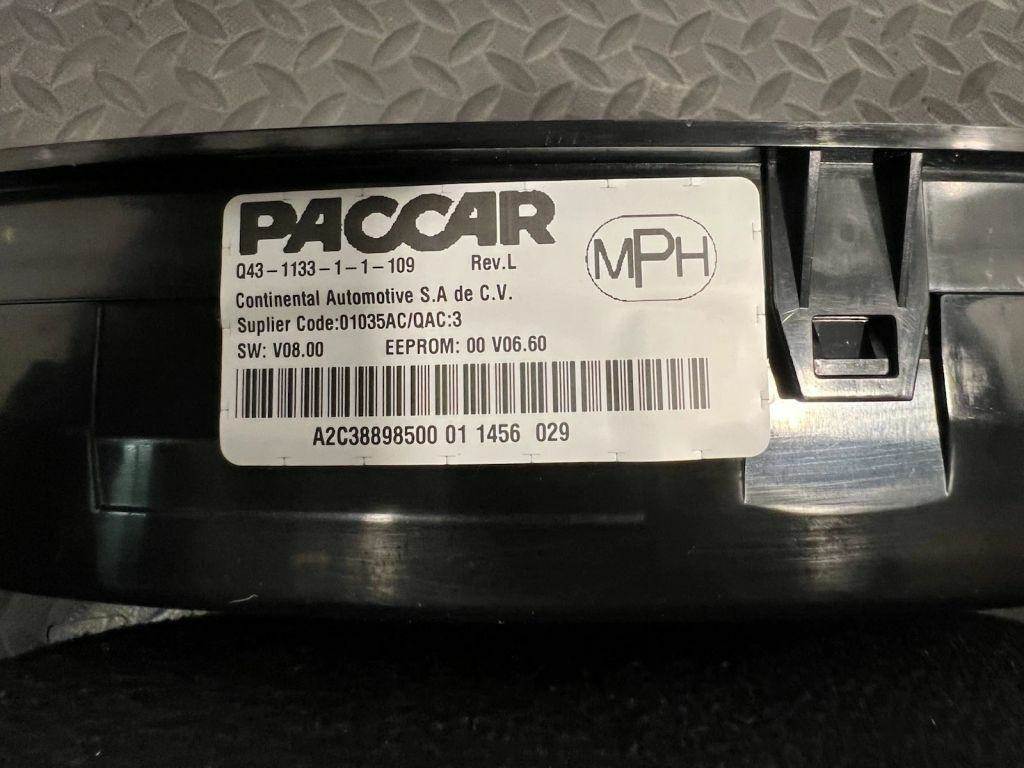 PACCAR
MPH
Q43-1133-1-1-109 Rev.L
Continental Automotive S.A de C.V.
Suplier Code:01035AC/QAC:3
SW: V08.00 EEPROM: 00 V06.60
A2C38898500 01 1456 029